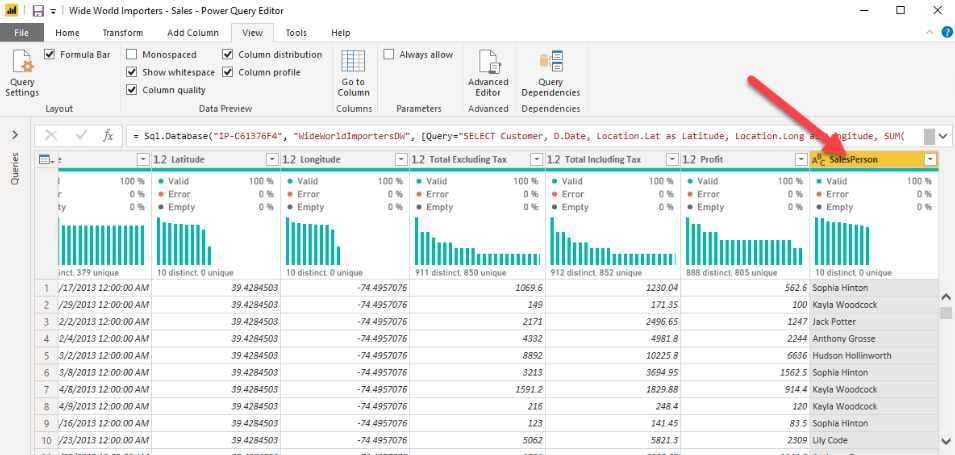 Wide World Importers - Sales - Power Query Editor
File Home Transform Add Column View Tools Help
Query Settings
Formula Bar
Layout
Monospaced
Show whitespace
Column quality
Column distribution
Column profile
Data Preview
Go to Column
Columns
Always allow
Parameters
Advanced Editor
Advanced
Query Dependencies
Dependencies
Queries
fx = Sql.Database("IP-C61376F4", "WideWorldImportersDW", [Query="SELECT Customer, D.Date, Location.Lat as Latitude, Location.Long as Longitude, SUM(
e 1.2 Latitude 1.2 Longitude 1.2 Total Excluding Tax 1.2 Total Including Tax 1.2 Profit ABC SalesPerson
d 100 % Valid 100 % Valid 100 % Valid 100 % Valid 100 % Valid 100 % Valid 100 %
r 0 % Error 0 % Error 0 % Error 0 % Error 0 % Error 0 % Error 0 %
ty 0 % Empty 0 % Empty 0 % Empty 0 % Empty 0 % Empty 0 % Empty 0 %
inct, 379 unique 10 distinct, 0 unique 10 distinct, 0 unique 911 distinct, 850 unique 912 distinct, 852 unique 888 distinct, 805 unique 10 distinct, 0 unique
1 /17/2013 12:00:00 AM 39.4284503 -74.4957076 1069.6 1230.04 562.6 Sophia Hinton
2 /29/2013 12:00:00 AM 39.4284503 -74.4957076 149 171.35 100 Kayla Woodcock
3 2/2/2013 12:00:00 AM 39.4284503 -74.4957076 2171 2496.65 1247 Jack Potter
4 2/4/2013 12:00:00 AM 39.4284503 -74.4957076 4332 4981.8 2244 Anthony Grosse
5 3/2/2013 12:00:00 AM 39.4284503 -74.4957076 8892 10225.8 6636 Hudson Hollinworth
6 3/8/2013 12:00:00 AM 39.4284503 -74.4957076 3213 3694.95 1562.5 Sophia Hinton
7 4/8/2013 12:00:00 AM 39.4284503 -74.4957076 1591.2 1829.88 914.4 Kayla Woodcock
8 4/9/2013 12:00:00 AM 39.4284503 -74.4957076 216 248.4 120 Kayla Woodcock
9 /16/2013 12:00:00 AM 39.4284503 -74.4957076 123 141.45 83.5 Sophia Hinton
10 /23/2013 12:00:00 AM 39.4284503 -74.4957076 5062 5821.3 2309 Lily Code